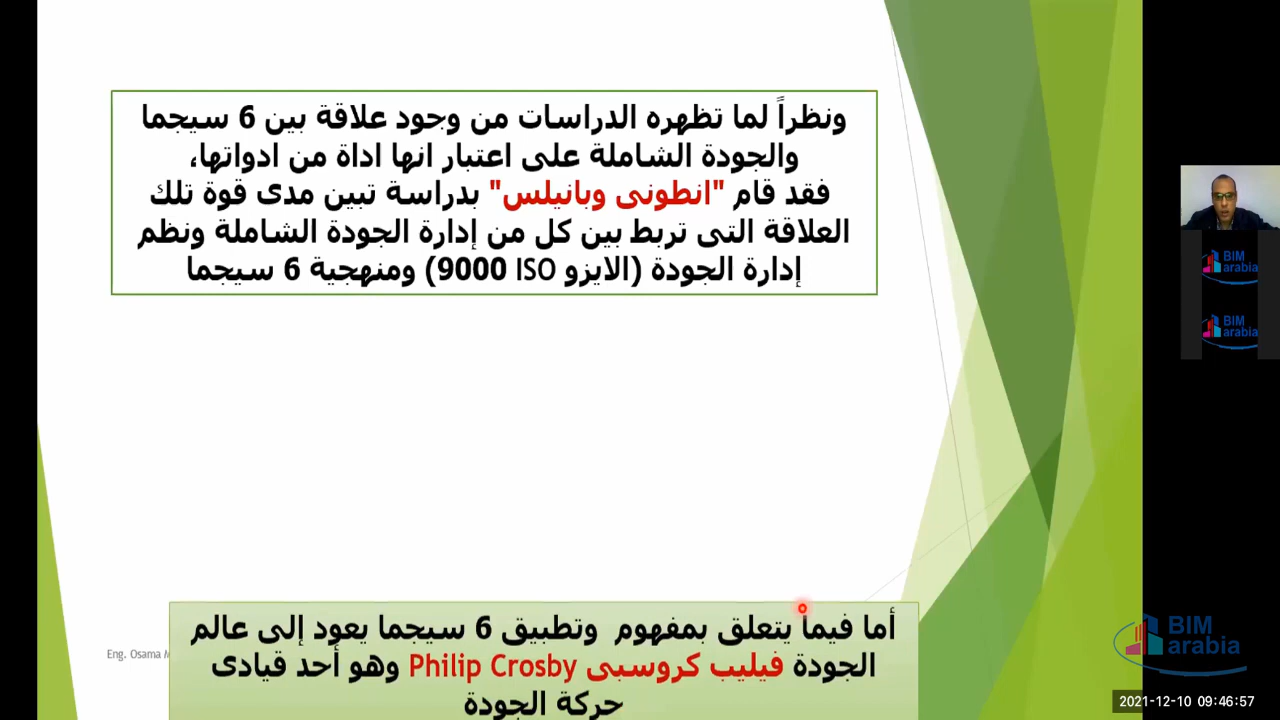 ونظراً لما تظهره الدراسات من وجود علاقة بين 6 سيجما
والجودة الشاملة على اعتبار انها اداة من ادواتها،
فقد قام "انطونى وبانيلس" بدراسة تبين مدى قوة تلك
العلاقة التى تربط بين كل من إدارة الجودة الشاملة ونظم
إدارة الجودة (الايزو ISO 9000) ومنهجية 6 سيجما
أما فيما يتعلق بمفهوم وتطبيق 6 سيجما يعود إلى عالم
الجودة فيليب كروسبى Philip Crosby وهو أحد قيادى
حركة الجودة
Eng. Osama
BIM
arabia
BIM
arabia
BIM
arabia
2021-12-10 09:46:57